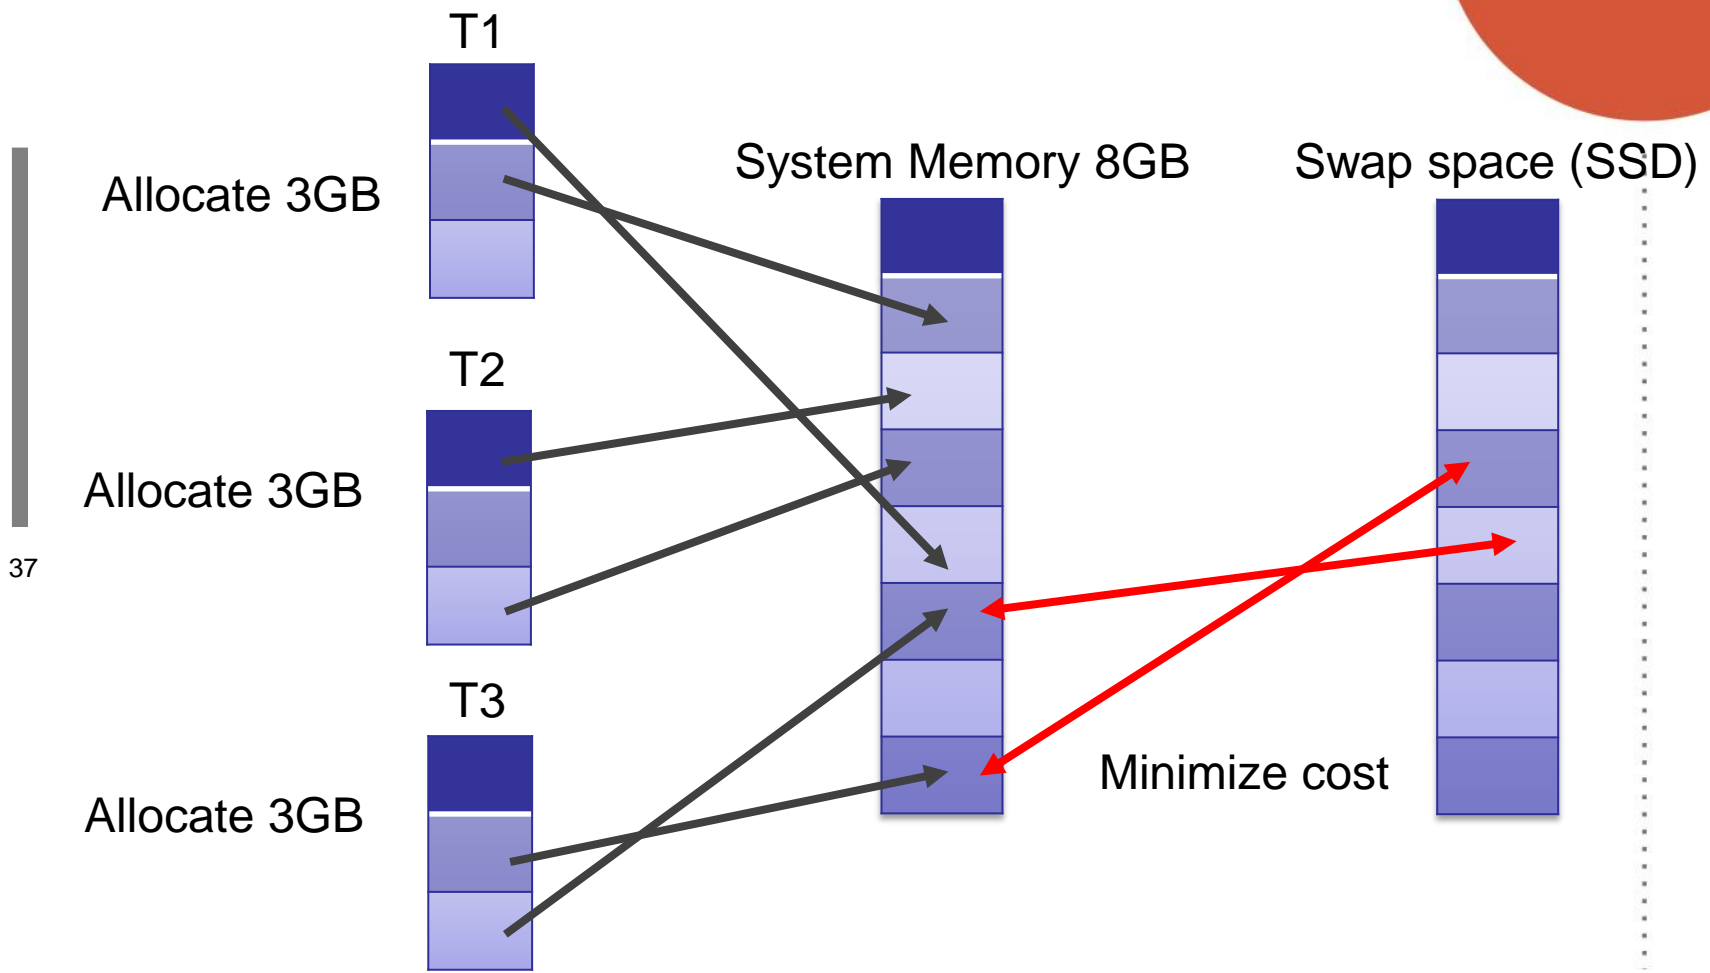 T1
Allocate 3GB
System Memory 8GB
Swap space (SSD)
T2
Allocate 3GB
37
T3
Minimize cost
Allocate 3GB